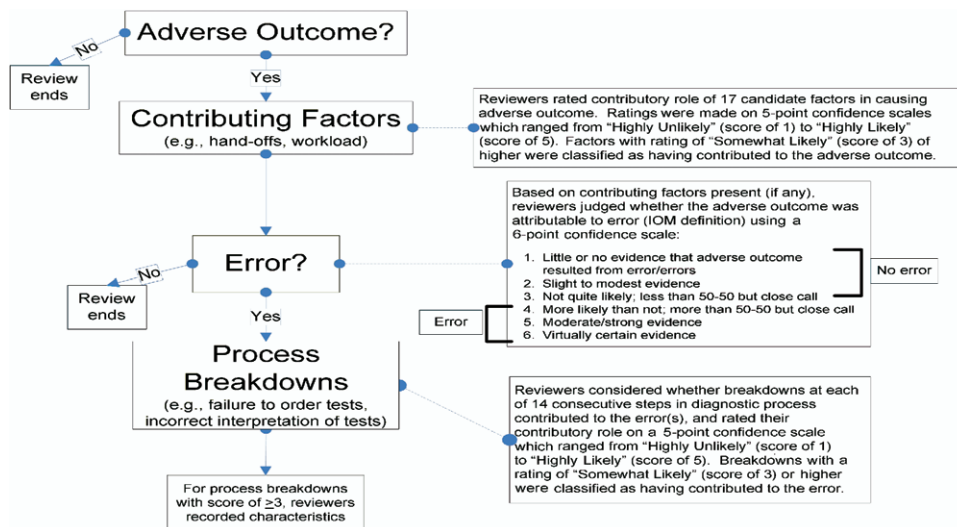 Adverse Outcome?
No
Review
ends
Yes
Contributing Factors
(e.g., hand-offs, workload)
Reviewers rated contributory role of 17 candidate factors in causing
adverse outcome. Ratings were made on 5-point confidence scales
which ranged from “Highly Unlikely” (score of 1) to “Highly Likely”
(score of 5). Factors with rating of “Somewhat Likely” (score of 3) of
higher were classified as having contributed to the adverse outcome.
Based on contributing factors present (if any),
reviewers judged whether the adverse outcome was
attributable to error (IOM definition) using a
6-point confidence scale:
1. Little or no evidence that adverse outcome
resulted from error/errors
2. Slight to modest evidence
3. Not quite likely; less than 50-50 but close call
4. More likely than not; more than 50-50 but close call
5. Moderate/strong evidence
6. Virtually certain evidence
No error
Error
Error?
No
Review
ends
Yes
Process
Breakdowns
(e.g., failure to order tests,
incorrect interpretation of tests)
Reviewers considered whether breakdowns at each
of 14 consecutive steps in diagnostic process
contributed to the error(s), and rated their
contributory role on a 5-point confidence scale
which ranged from “Highly Unlikely” (score of 1)
to “Highly Likely” (score of 5). Breakdowns with a
rating of “Somewhat Likely” (score of 3) or higher
were classified as having contributed to the error.
For process breakdowns
with score of ≥3, reviewers
recorded characteristics